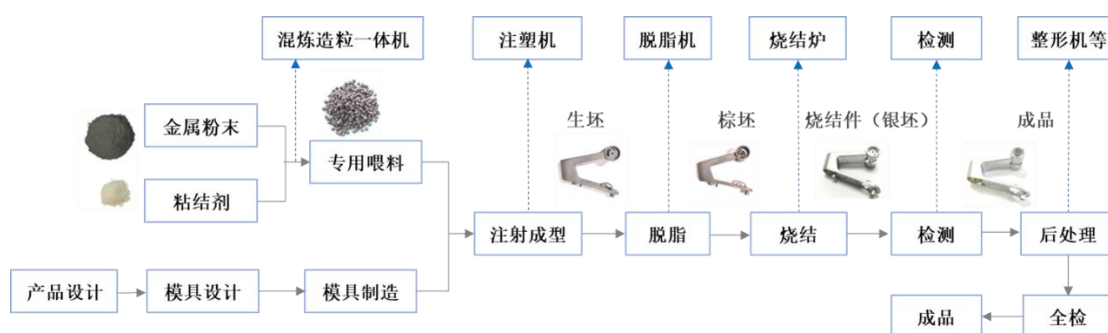 混炼造粒一体机
注塑机
脱脂机
烧结炉
检测
整形机等
金属粉末
生坯
棕坯
烧结件（银坯）
成品
专用喂料
粘结剂
注射成型
脱脂
烧结
检测
后处理
产品设计
模具设计
模具制造
成品
全检